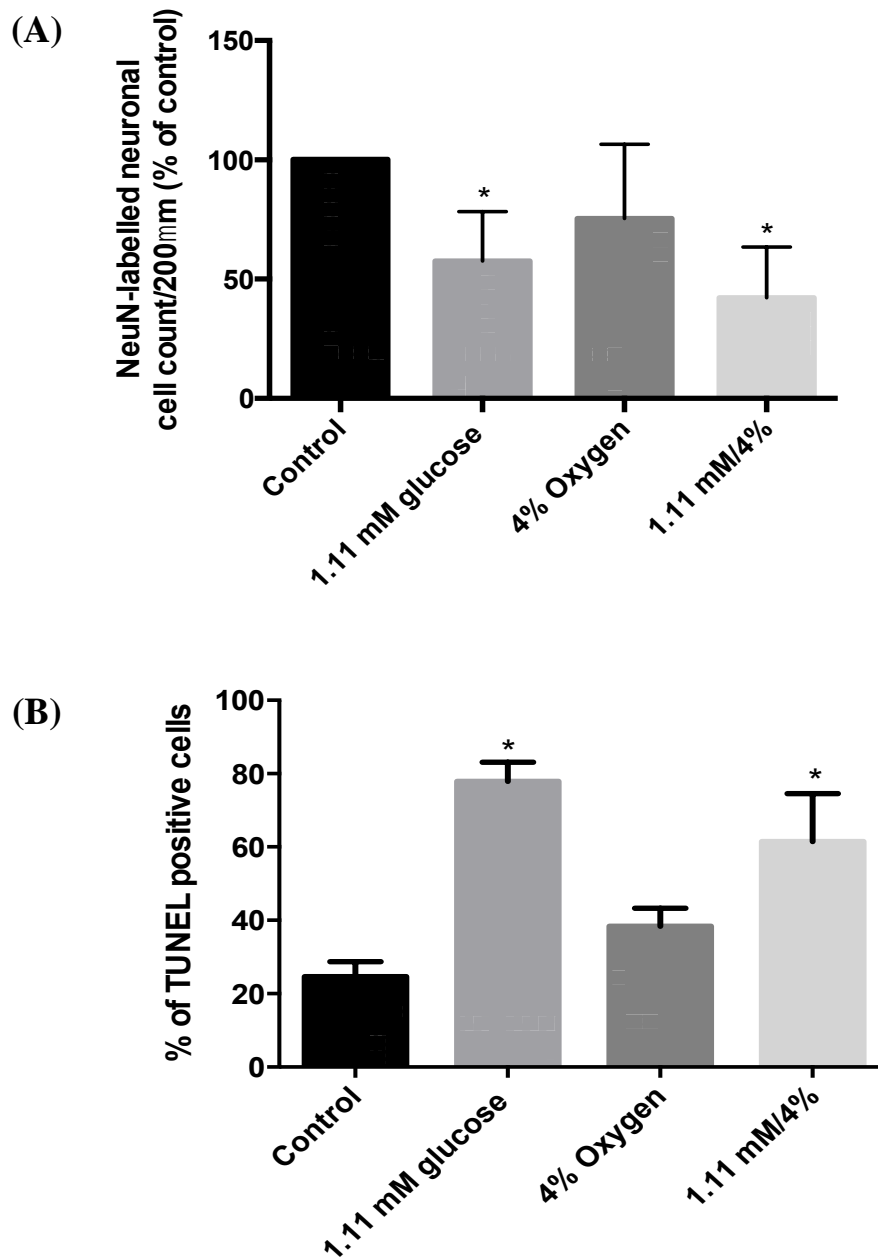 (A)
NeuN-labelled neuronal
cell count/200mm (% of control)
150
100
50
0
*
*
Control
1.11 mM glucose
4% Oxygen
1.11 mM/4%
(B)
% of TUNEL positive cells
100
80
60
40
20
0
*
*
Control
1.11 mM glucose
4% Oxygen
1.11 mM/4%